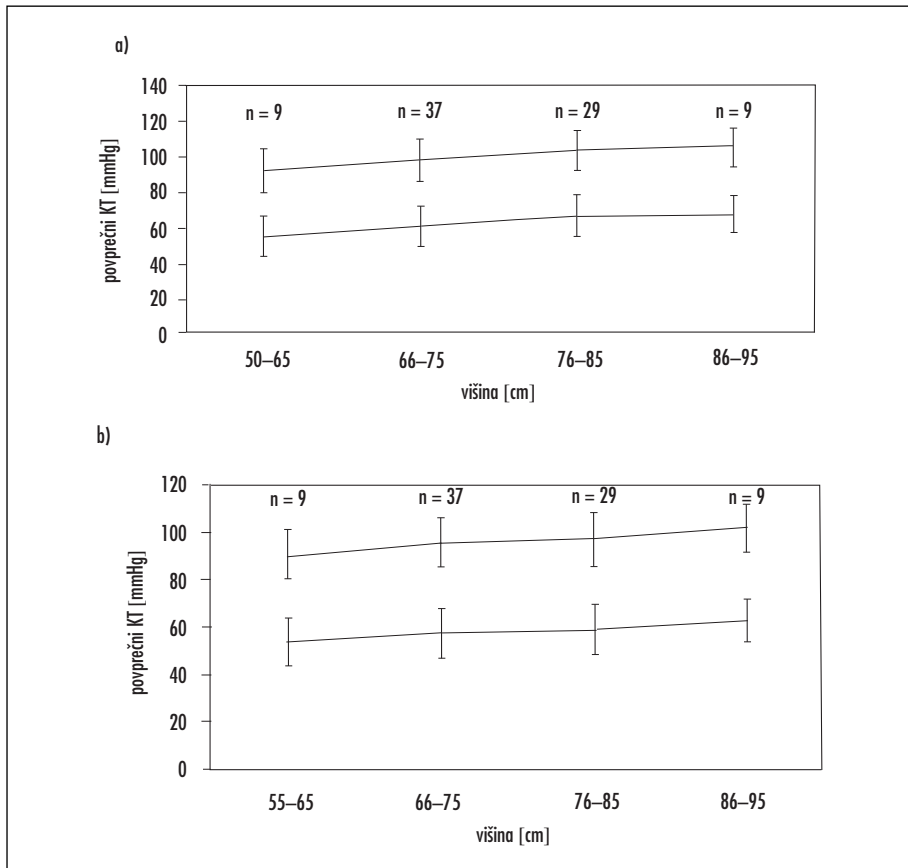 a)
povprečni KT [mmHg]
140
120
100
80
60
40
20
0
n = 9 n = 37 n = 29 n = 9
50–65 66–75 76–85 86–95
višina [cm]
b)
povprečni KT [mmHg]
120
100
80
60
40
20
0
n = 9 n = 37 n = 29 n = 9
55–65 66–75 76–85 86–95
višina [cm]